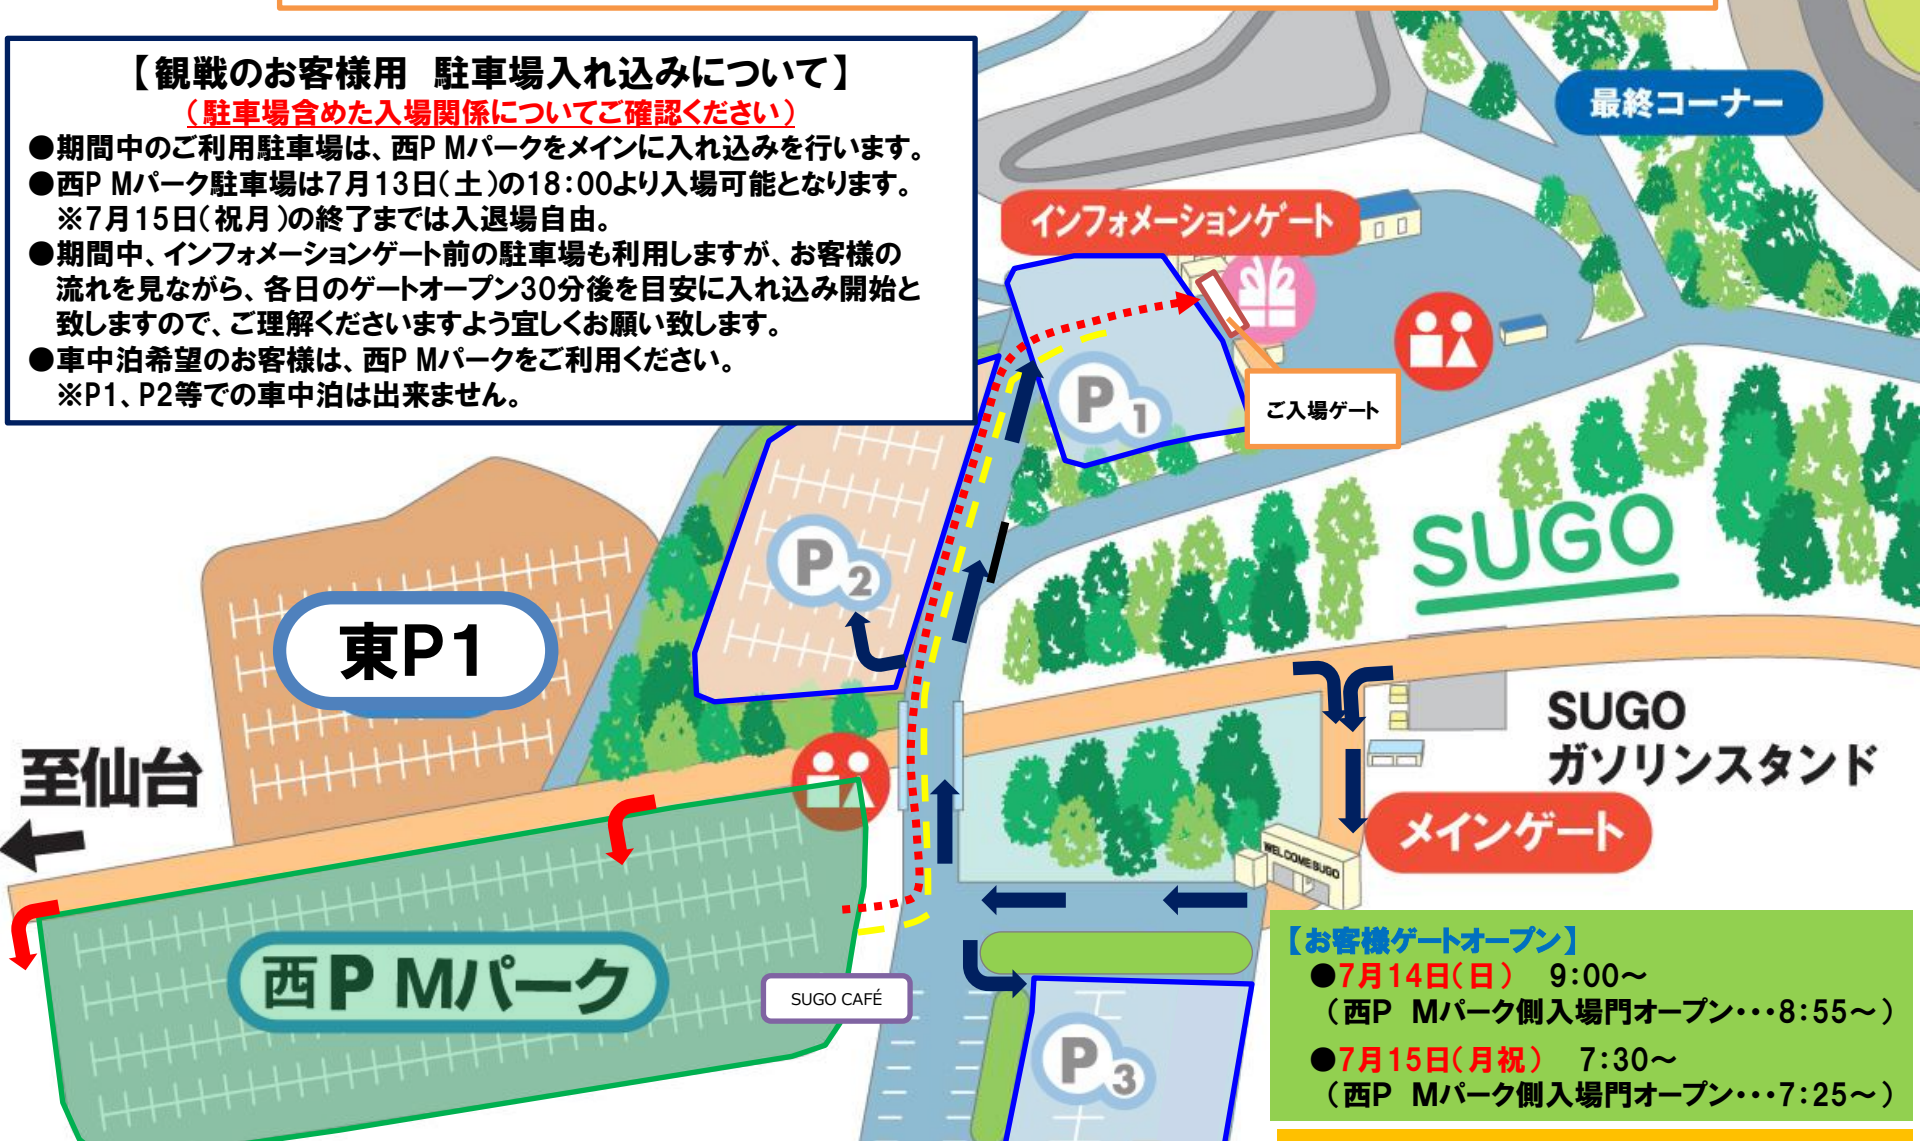 【観戦のお客様用　駐車場入れ込みについて】
（駐車場含めた入場関係についてご確認ください）
●期間中のご利用駐車場は、西P Mパークをメインに入れ込みを行います。
●西P Mパーク駐車場は7月13日（土）の18：00より入場可能となります。
※7月15日（祝月）の終了までは入退場自由。
●期間中、インフォメーションゲート前の駐車場も利用しますが、お客様の
流れを見ながら、各日のゲートオープン30分後を目安に入れ込み開始と
致しますので、ご理解くださいますよう宜しくお願い致します。
●車中泊希望のお客様は、西P Mパークをご利用ください。
※P1、P2等での車中泊は出来ません。
最終コーナー
インフォメーションゲート
P1
ご入場ゲート
P2
SUGO
東P1
SUGO
ガソリンスタンド
至仙台
メインゲート
WELCOME SUGO
西P Mパーク
SUGO CAFÉ
P3
【お客様ゲートオープン】
●7月14日（日）　9：00～
（西P　Mパーク側入場門オープン・・・8：55～）
●7月15日（月祝）　7：30～
（西P　Mパーク側入場門オープン・・・7：25～）